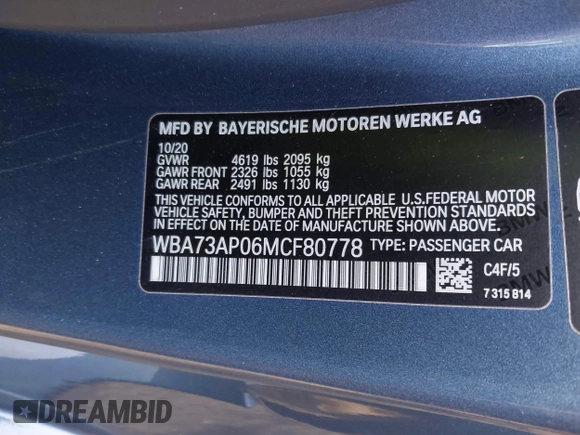 MFD BY BAYERISCHE MOTOREN WERKE AG
10/20
GVWR 4619 lbs 2095 kg
GAWR FRONT 2326 lbs 1055 kg
GAWR REAR 2491 lbs 1130 kg
THIS VEHICLE CONFORMS TO ALL APPLICABLE U.S.FEDERAL MOTOR
VEHICLE SAFETY, BUMPER AND THEFT PREVENTION STANDARDS
IN EFFECT ON THE DATE OF MANUFACTURE SHOWN ABOVE.
WBA73AP06MCF80778 TYPE: PASSENGER CAR
C4F/5
7 315 814
DREAMBID